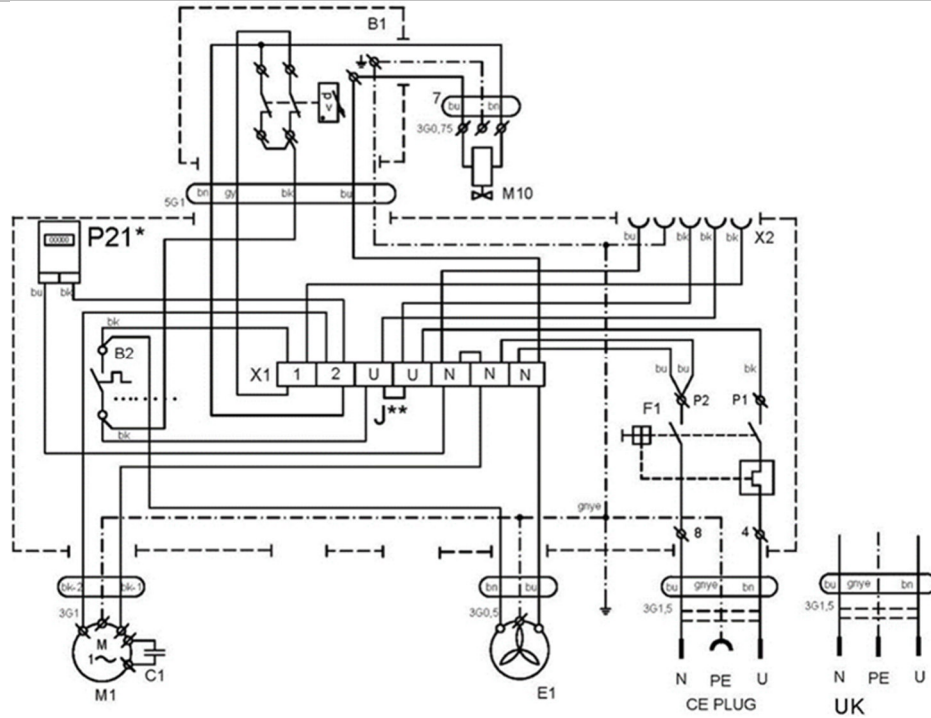 B1
d
v
7
bu bn
3G0,75
M10
bn gy bk bu
5G1
00000
P21*
bu bk bk bk
X2
bu bk
bk
B2
X1 1 2 U U N N N
J**
bk
bu bu bk
P2 P1
F1
gnye
8 4
bk-2 bk-1
3G1
bn bu
3G0,5
bu gnye bn
3G1,5
bu gnye bn
3G1,5
M
1
C1
M1
E1
N PE U
CE PLUG
N PE U
UK